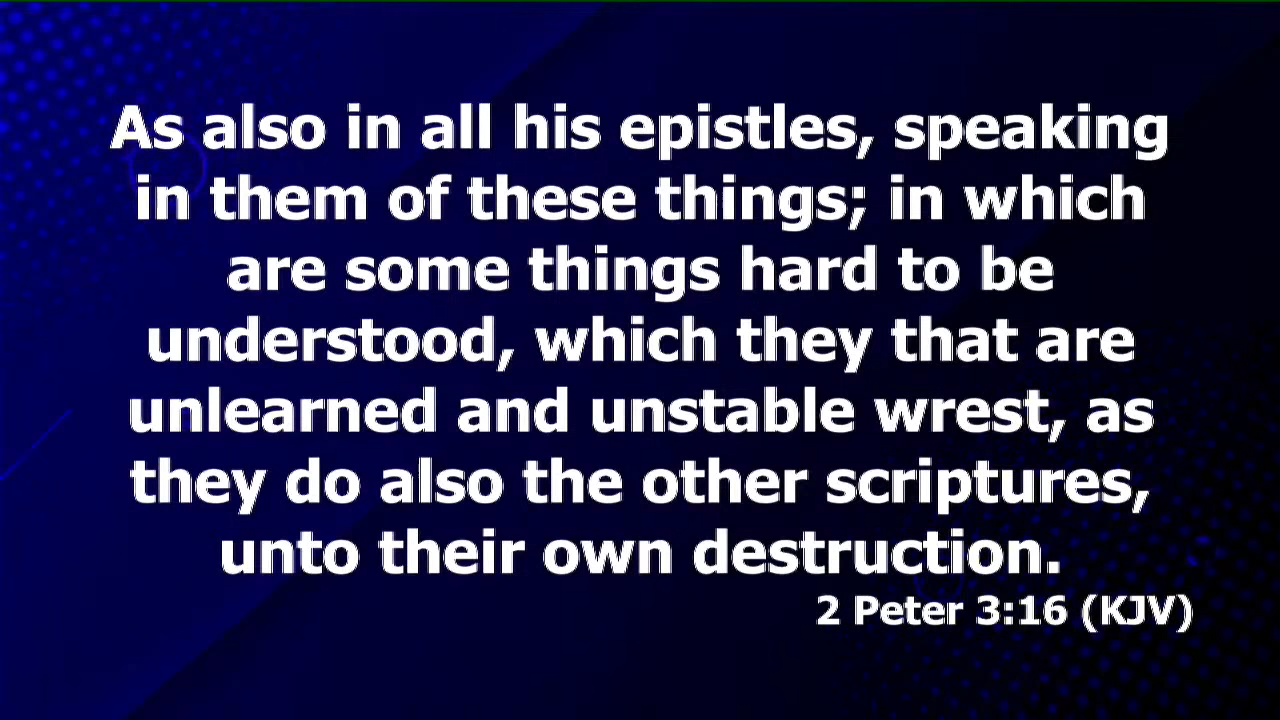 As also in all his epistles, speaking
in them of these things; in which
are some things hard to be
understood, which they that are
unlearned and unstable wrest, as
they do also the other scriptures,
unto their own destruction.
2 Peter 3:16 (KJV)